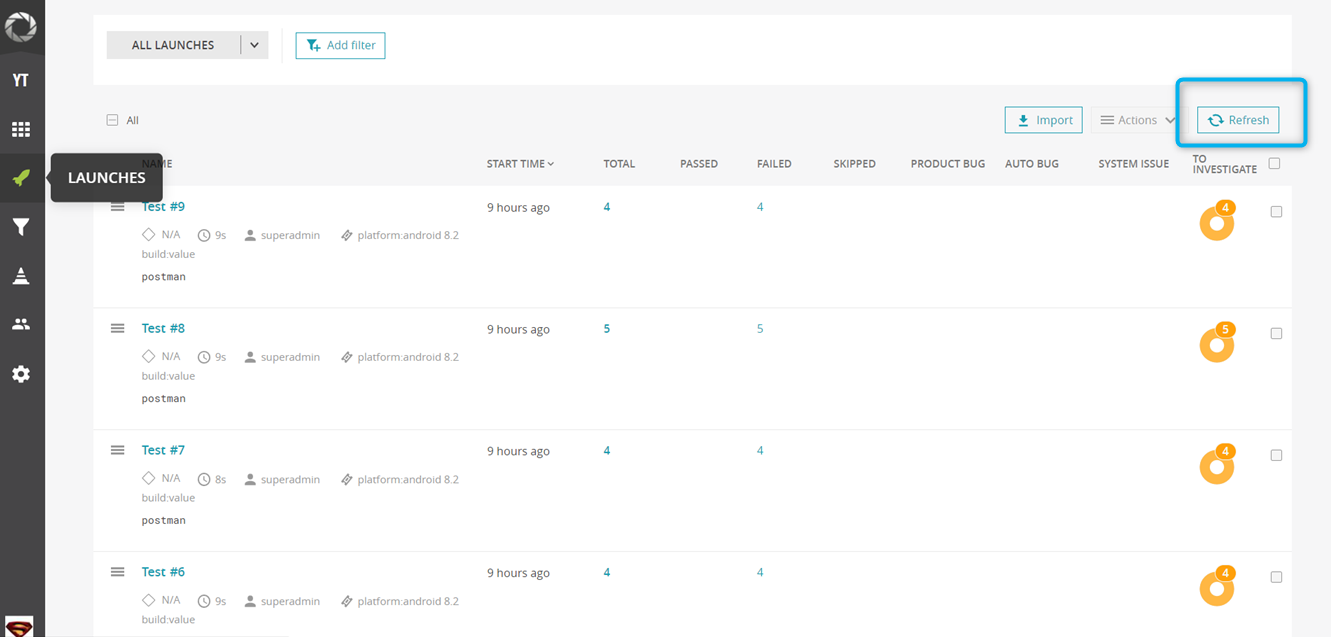 ALL LAUNCHES
Add filter
YT
All
Import
Actions
Refresh
LAUNCHES
NAME START TIME TOTAL PASSED FAILED SKIPPED PRODUCT BUG AUTO BUG SYSTEM ISSUE TO INVESTIGATE
Test #9 9 hours ago 4 4 4
N/A 9s superadmin platform:android 8.2
build:value
postman
Test #8 9 hours ago 5 5 5
N/A 9s superadmin platform:android 8.2
build:value
postman
Test #7 9 hours ago 4 4 4
N/A 8s superadmin platform:android 8.2
build:value
postman
Test #6 9 hours ago 4 4 4
N/A 9s superadmin platform:android 8.2
build:value